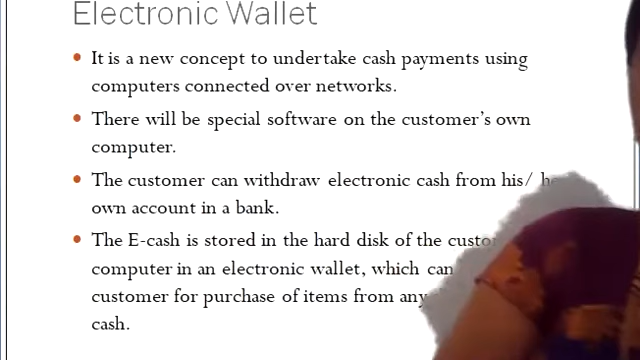 Electronic Wallet
• It is a new concept to undertake cash payments using
computers connected over networks.
• There will be special software on the customer's own
computer.
• The customer can withdraw electronic cash from his/
own account in a bank.
• The E-cash is stored in the hard disk of the
computer in an electronic wallet, which can
customer for purchase of items from any
cash.